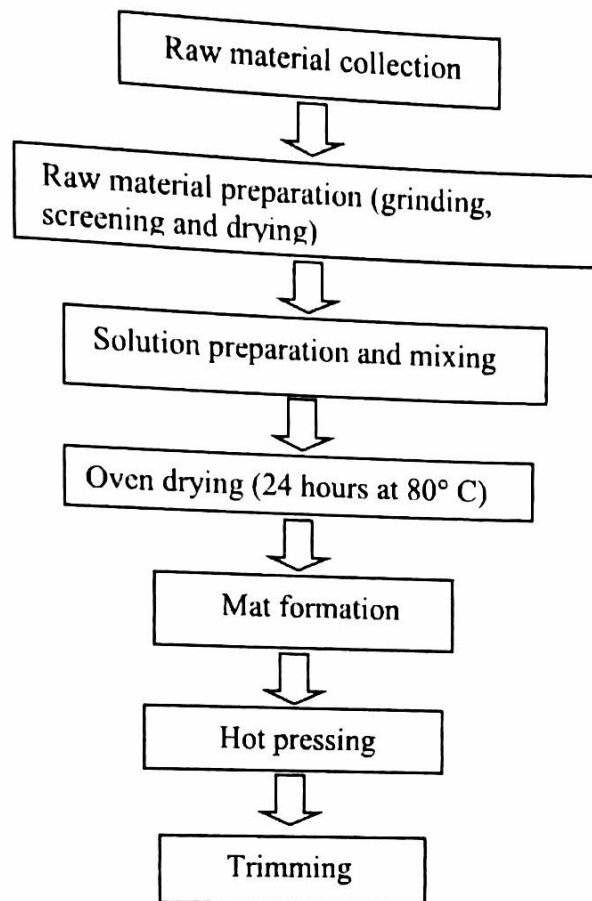 Raw material collection
Raw material preparation (grinding,
screening and drying)
Solution preparation and mixing
Oven drying (24 hours at 80° C)
Mat formation
Hot pressing
Trimming